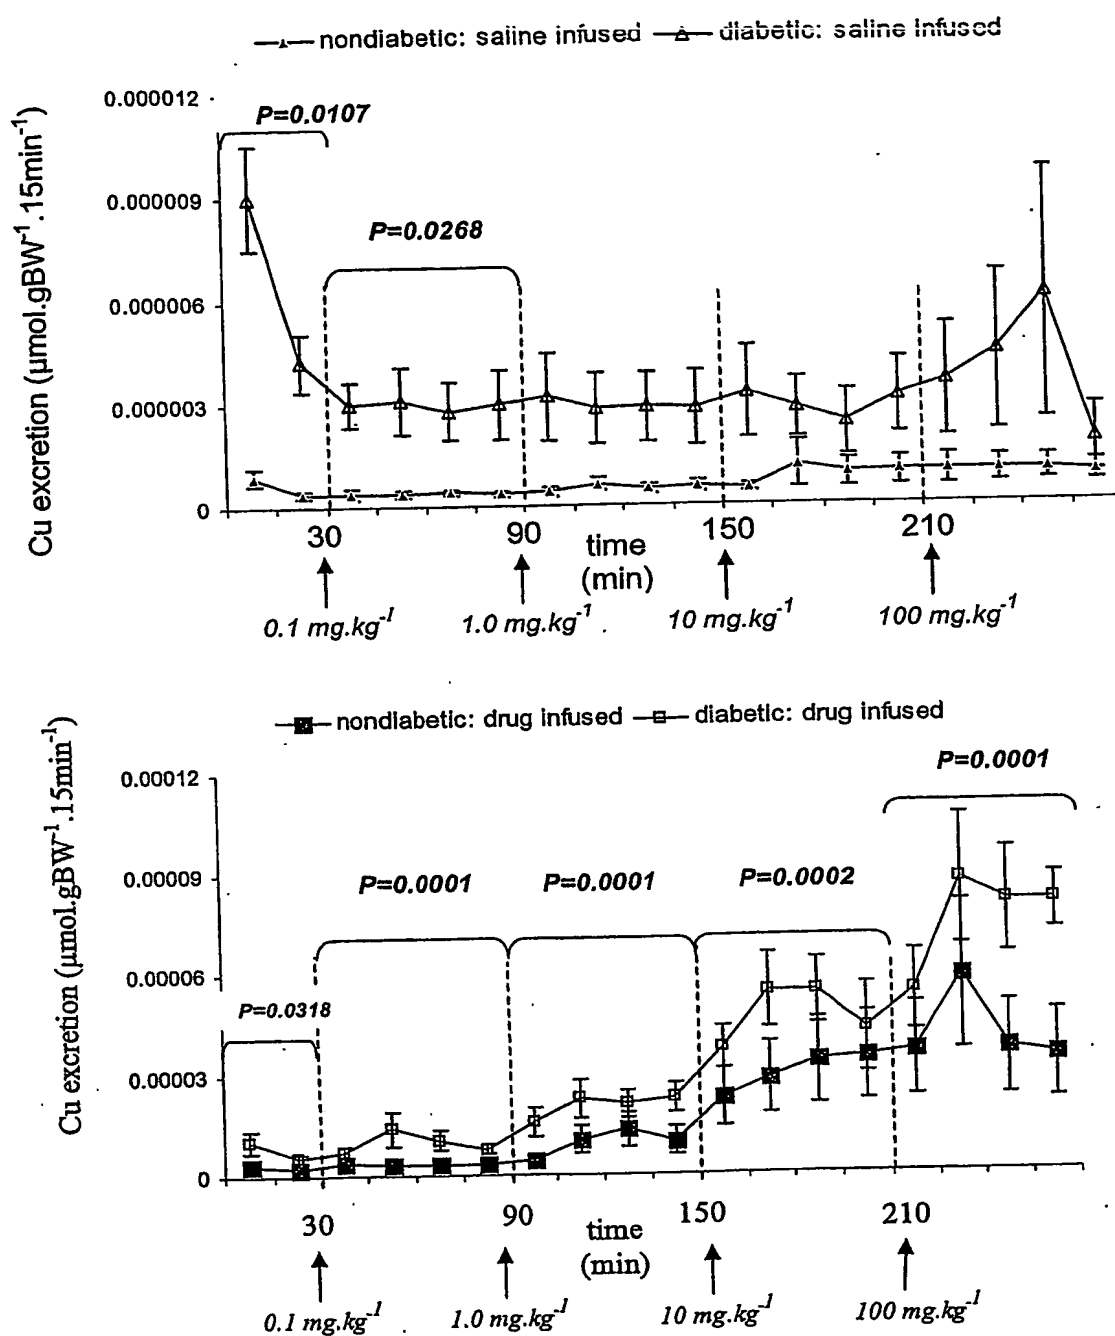 nondiabetic: saline infused diabetic: saline infused
0.000012
P=0.0107
0.000009
P=0.0268
0.000006
0.000003
0
Cu excretion (µmol.gBW⁻¹.15min⁻¹)
30 90 time 150 210
(min)
0.1 mg.kg⁻¹ 1.0 mg.kg⁻¹ 10 mg.kg⁻¹ 100 mg.kg⁻¹
nondiabetic: drug infused diabetic: drug infused
P=0.0001
0.00012
0.00009
P=0.0001 P=0.0001 P=0.0002
0.00006
P=0.0318
0.00003
0
Cu excretion (µmol.gBW⁻¹.15min⁻¹)
30 90 time 150 210
(min)
0.1 mg.kg⁻¹ 1.0 mg.kg⁻¹ 10 mg.kg⁻¹ 100 mg.kg⁻¹